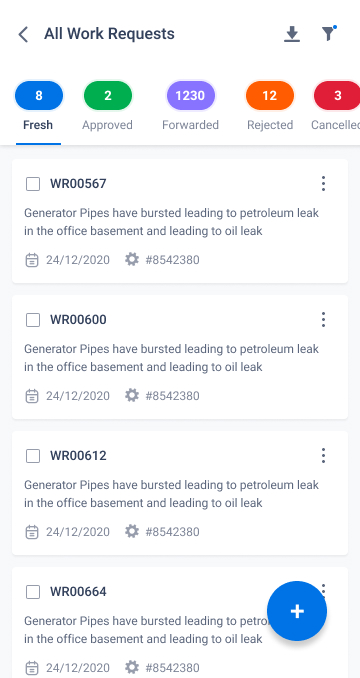 All Work Requests
8 2 1230 12 3
Fresh Approved Forwarded Rejected Cancelled
WR00567
Generator Pipes have bursted leading to petroleum leak
in the office basement and leading to oil leak
24/12/2020 #8542380
WR00600
Generator Pipes have bursted leading to petroleum leak
in the office basement and leading to oil leak
24/12/2020 #8542380
WR00612
Generator Pipes have bursted leading to petroleum leak
in the office basement and leading to oil leak
24/12/2020 #8542380
WR00664
Generator Pipes have bursted leading to
in the office basement and leading to oil leak
24/12/2020 #8542380